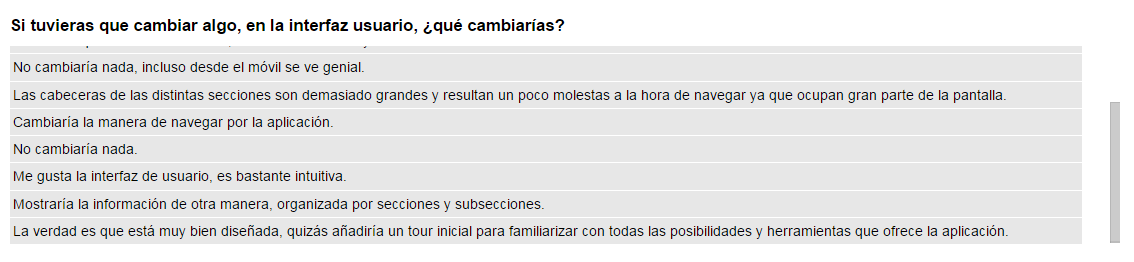 Si tuvieras que cambiar algo, en la interfaz usuario, ¿qué cambiarías?
No cambiaría nada, incluso desde el móvil se ve genial.
Las cabeceras de las distintas secciones son demasiado grandes y resultan un poco molestas a la hora de navegar ya que ocupan gran parte de la pantalla.
Cambiaría la manera de navegar por la aplicación.
No cambiaría nada.
Me gusta la interfaz de usuario, es bastante intuitiva.
Mostraría la información de otra manera, organizada por secciones y subsecciones.
La verdad es que está muy bien diseñada, quizás añadiría un tour inicial para familiarizar con todas las posibilidades y herramientas que ofrece la aplicación.